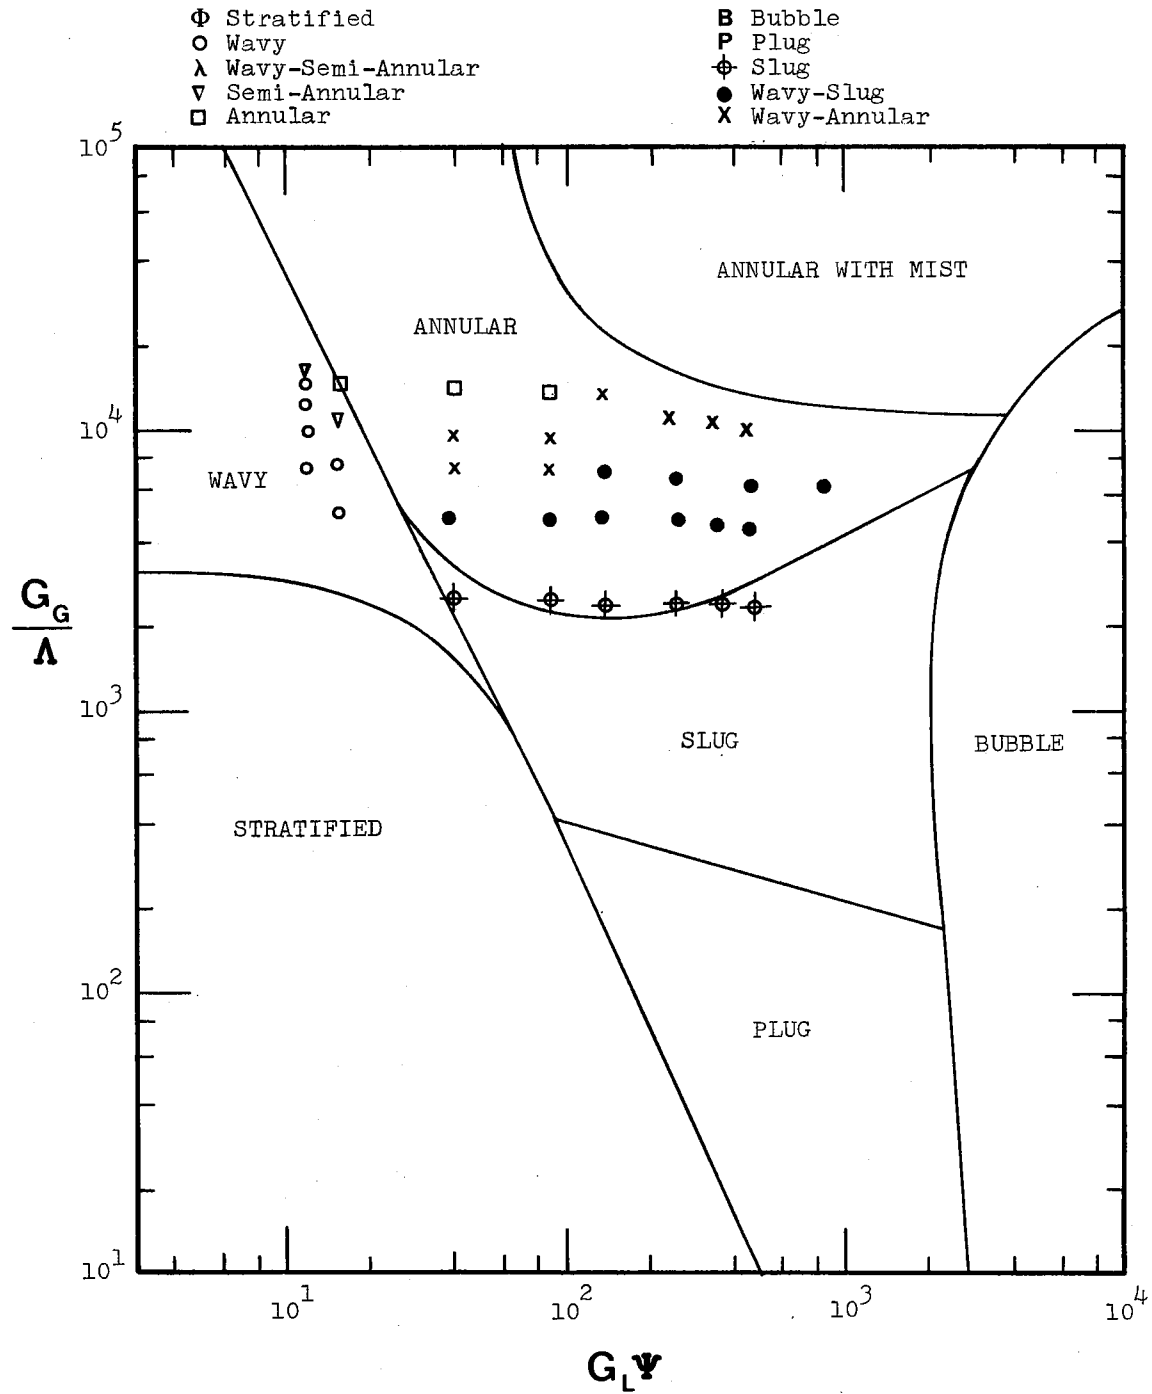 Φ Stratified
O Wavy
λ Wavy-Semi-Annular
∇ Semi-Annular
□ Annular
B Bubble
P Plug
Slug
● Wavy-Slug
X Wavy-Annular
10^5
ANNULAR WITH MIST
ANNULAR
10^4
WAVY
G_G
Λ
10^3
SLUG
BUBBLE
STRATIFIED
10^2
PLUG
10^1
10^1
10^2
10^3
10^4
G_LΨ